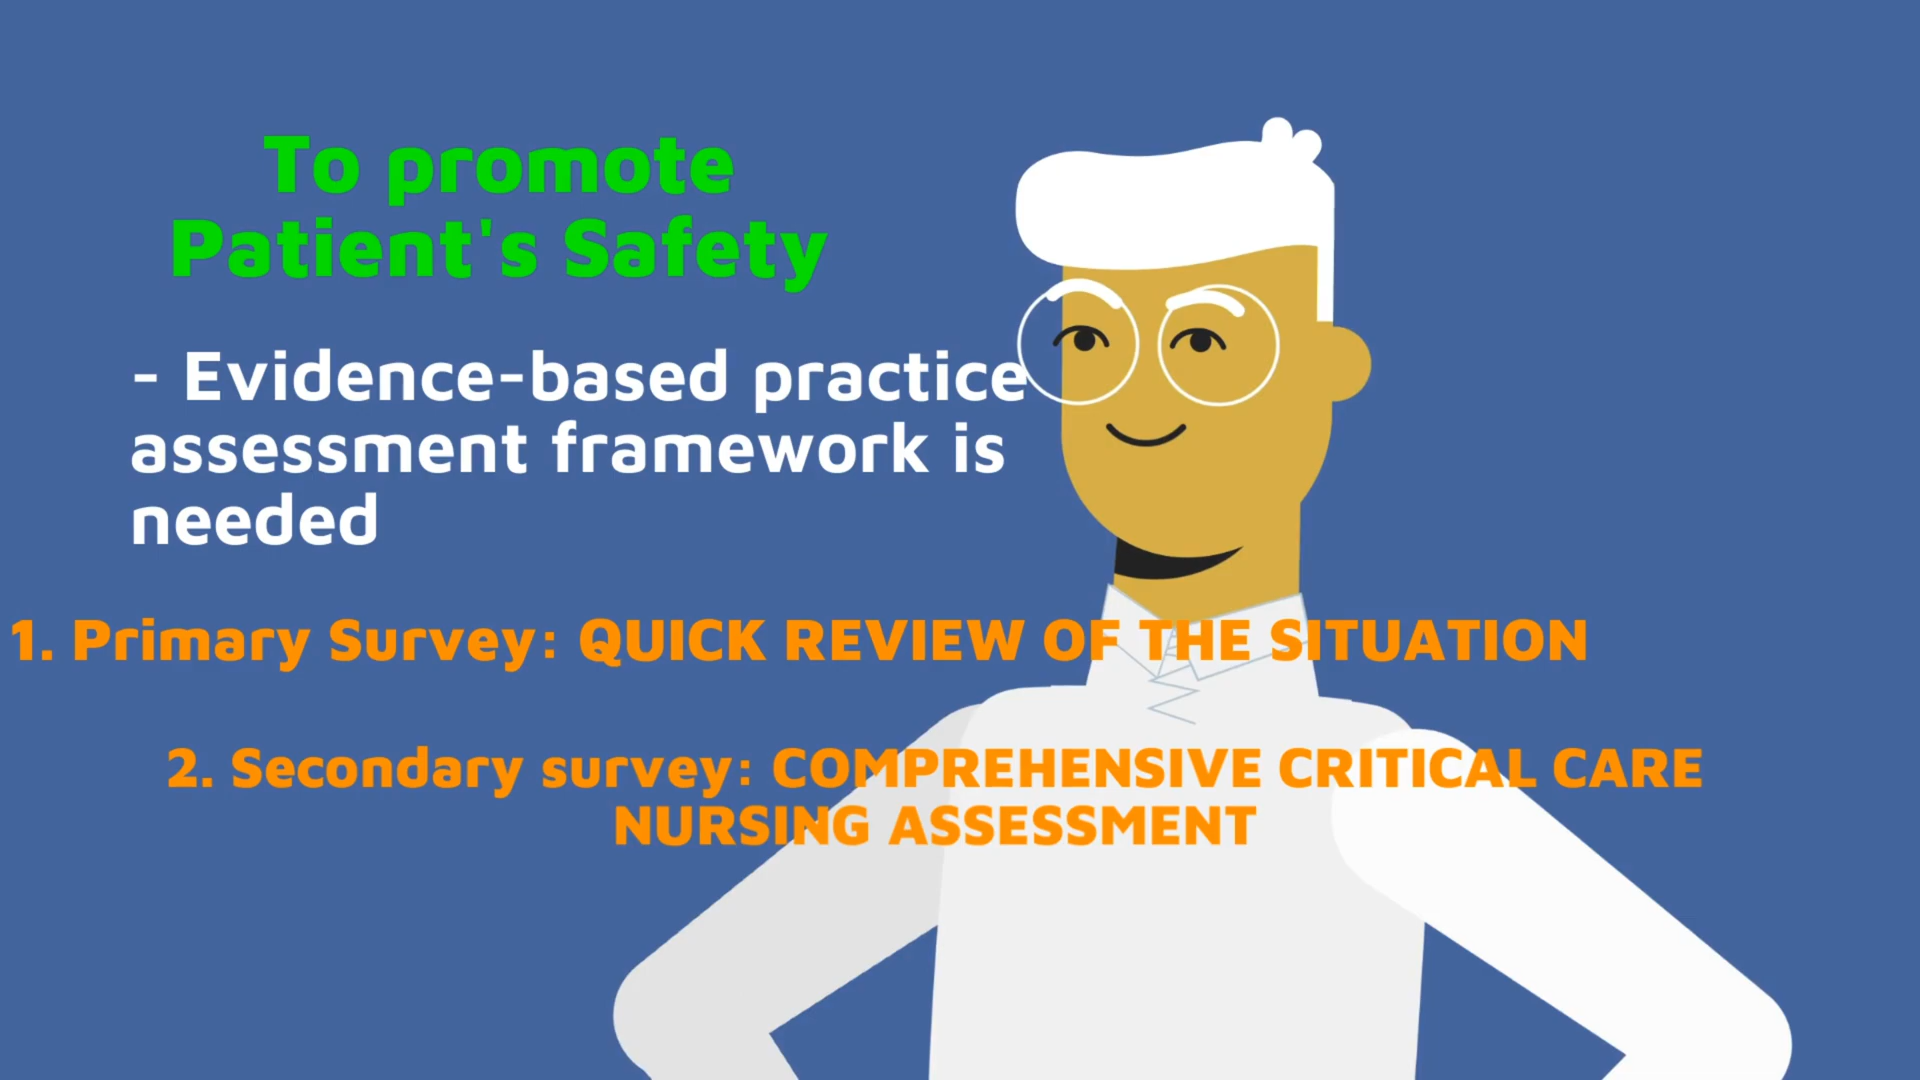 To promote
Patient's Safety
- Evidence-based practice
assessment framework is
needed
1. Primary Survey: QUICK REVIEW OF THE SITUATION
2. Secondary survey: COMPREHENSIVE CRITICAL CARE
NURSING ASSESSMENT